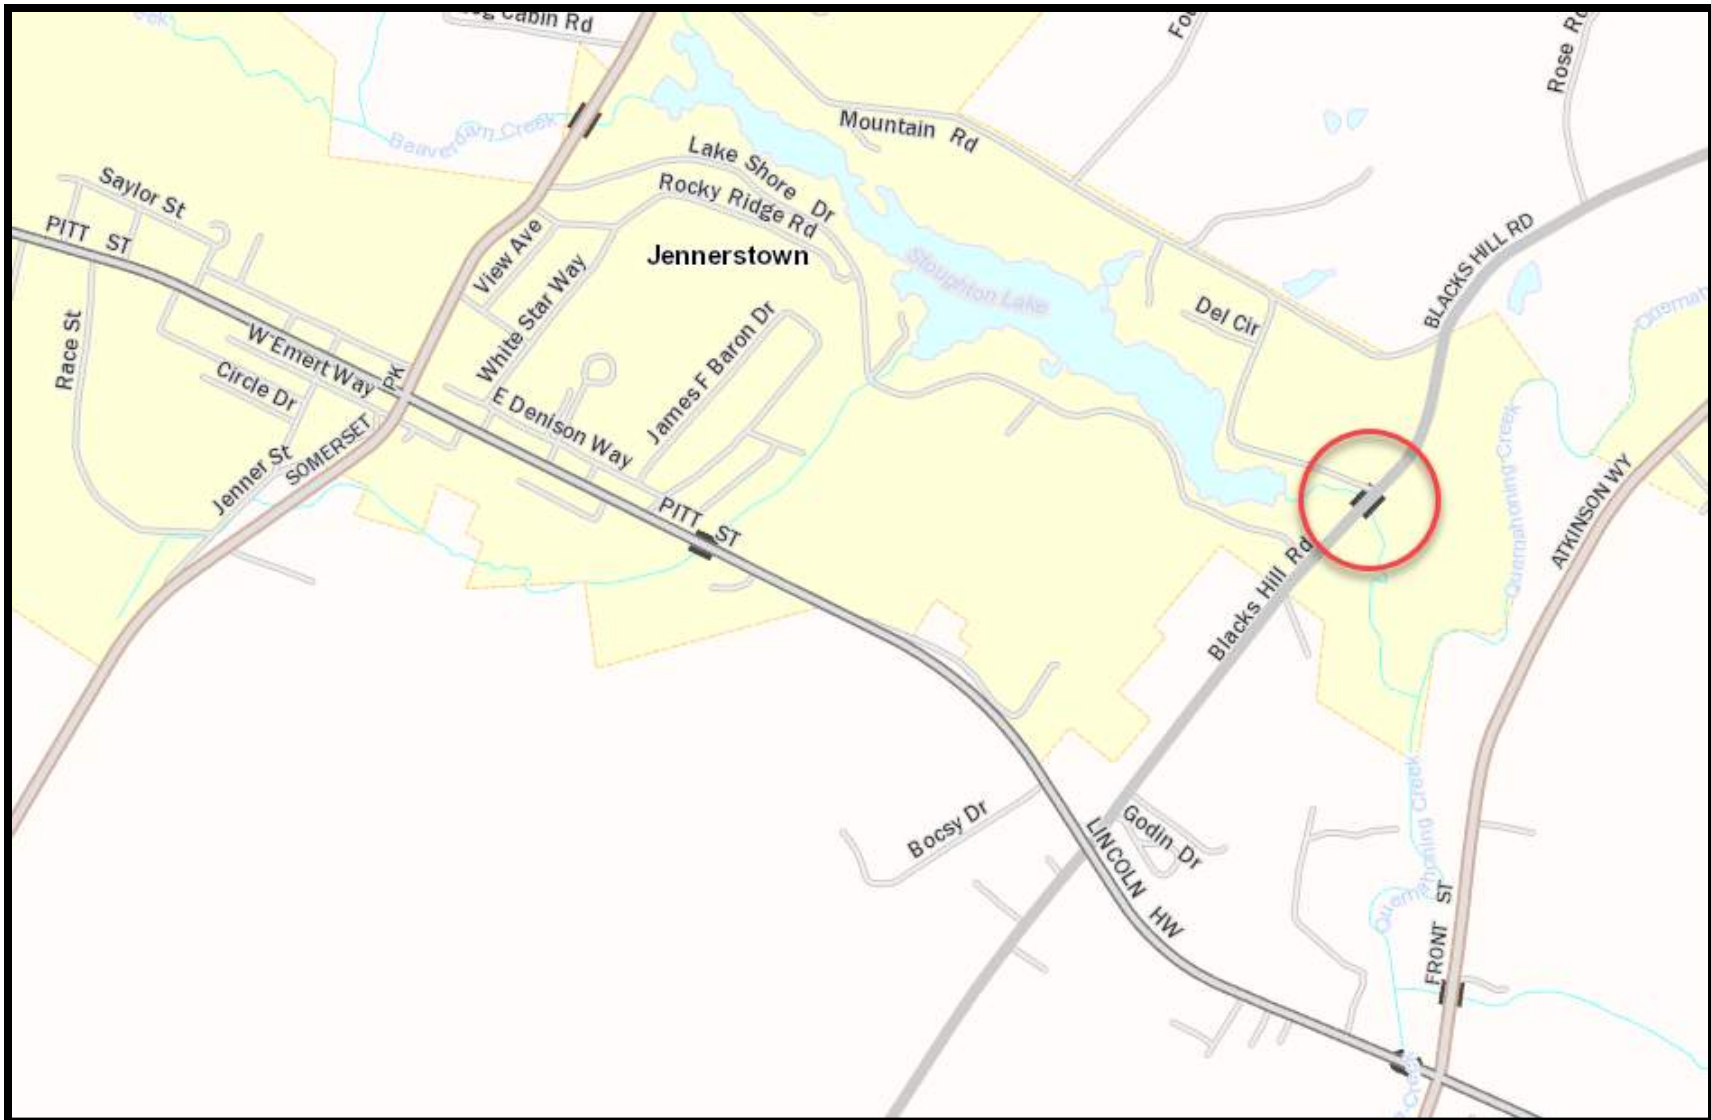 Cabin Rd
Rose Rd
Mountain Rd
Beaverdam Creek
Lake Shore Dr
Rocky Ridge Rd
Saylor St
PITT ST
View Ave
Jennerstown
BLACKS HILL RD
Stoughton Lake
White Star Way
Del Cir
Race St
W Emert Way
PK
James F Baron Dr
Circle Dr
E Denison Way
SOMERSET
Jenner St
PITT ST
Quemahoning Creek
ATKINSON WY
Blacks Hill Rd
Quemahoning Creek
Bocsy Dr
Godin Dr
LINCOLN HW
FRONT ST
Creek